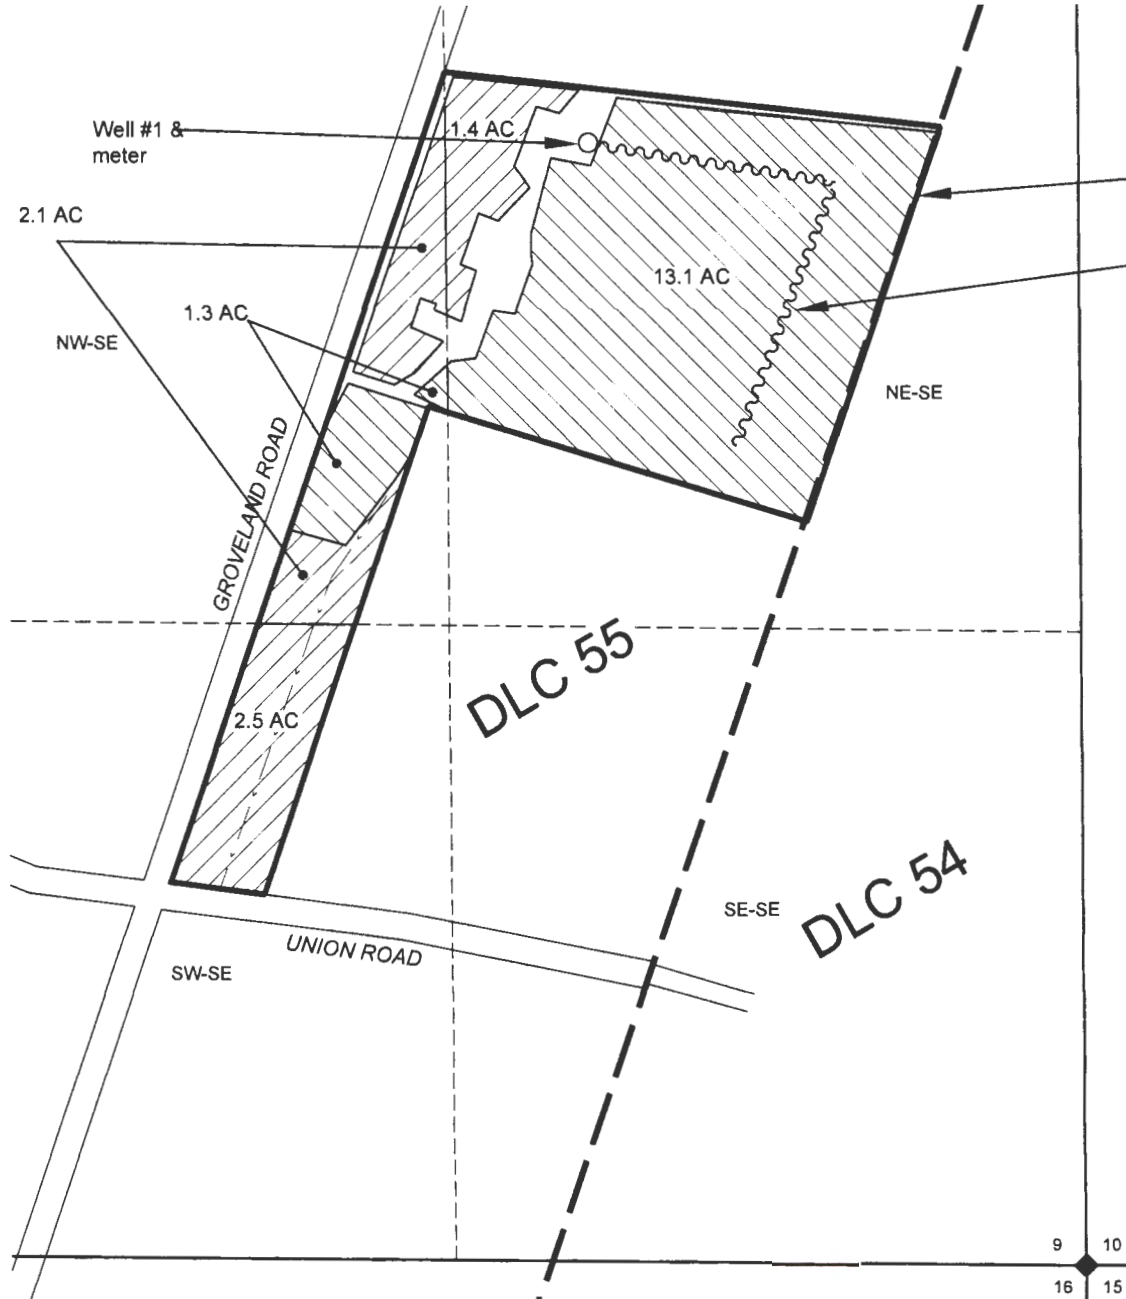 Well #1 &
meter
1.4 AC
2.1 AC
13.1 AC
1.3 AC
NW-SE
NE-SE
GROVELAND ROAD
DLC 55
2.5 AC
DLC 54
SE-SE
UNION ROAD
SW-SE
9 10
16 15